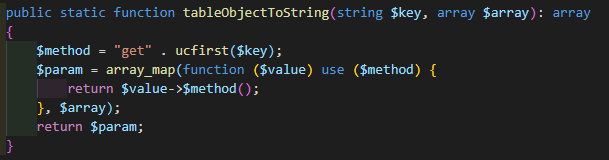 public static function tableObjectToString(string $key, array $array): array
{
    $method = "get" . ucfirst($key);
    $param = array_map(function ($value) use ($method) {
        return $value->$method();
    }, $array);
    return $param;
}